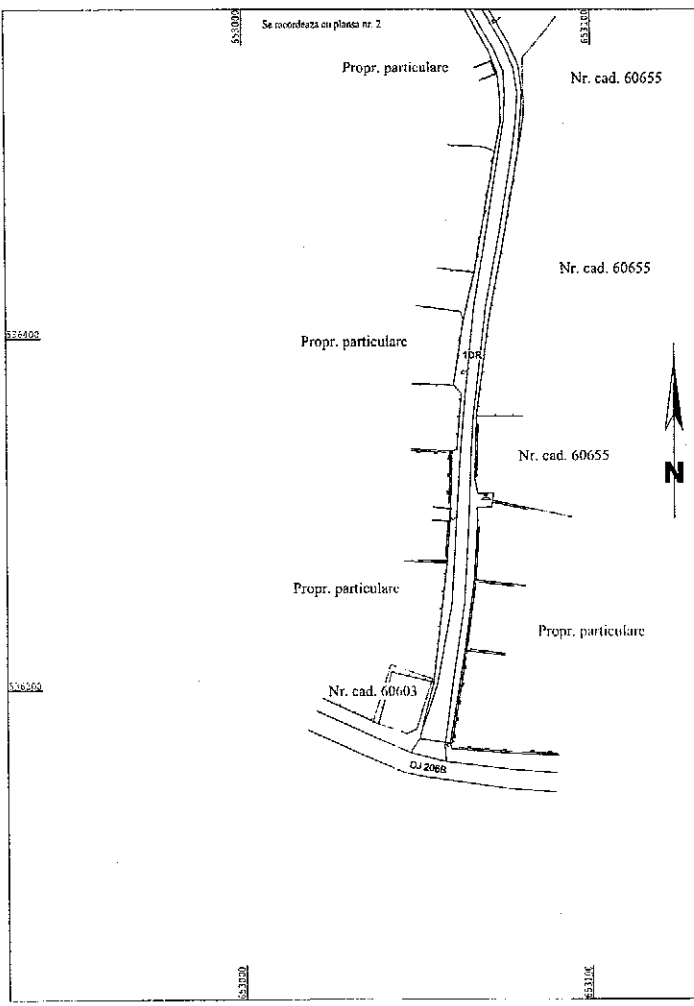 653000
Se racordeaza cu plansa nr. 2
653100
Propr. particulare
Nr. cad. 60655
Nr. cad. 60655
536400
Propr. particulare
1DR
Nr. cad. 60655
N
Propr. particulare
Propr. particulare
536300
Nr. cad. 60603
DJ 206B
653000
653100